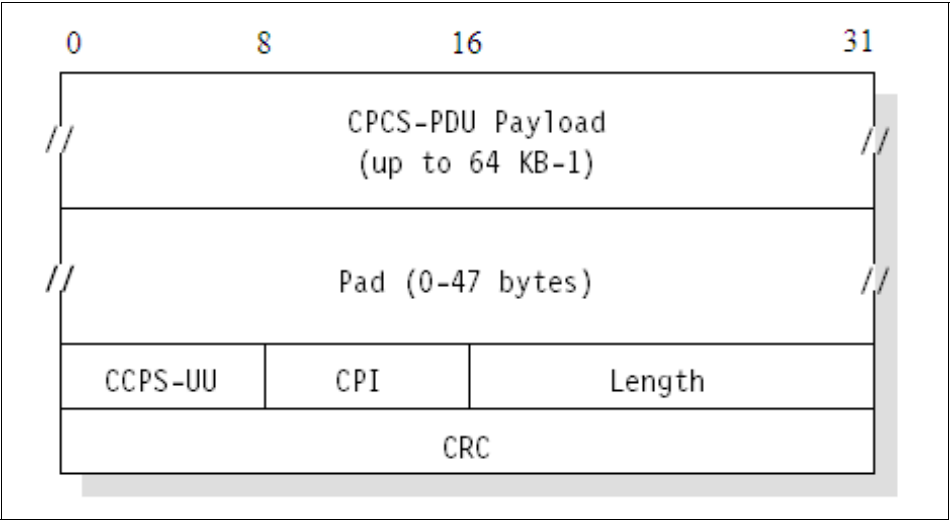 0 8 16 31
CPCS-PDU Payload
(up to 64 KB-1)
Pad (0-47 bytes)
CCPS-UU CPI Length
CRC